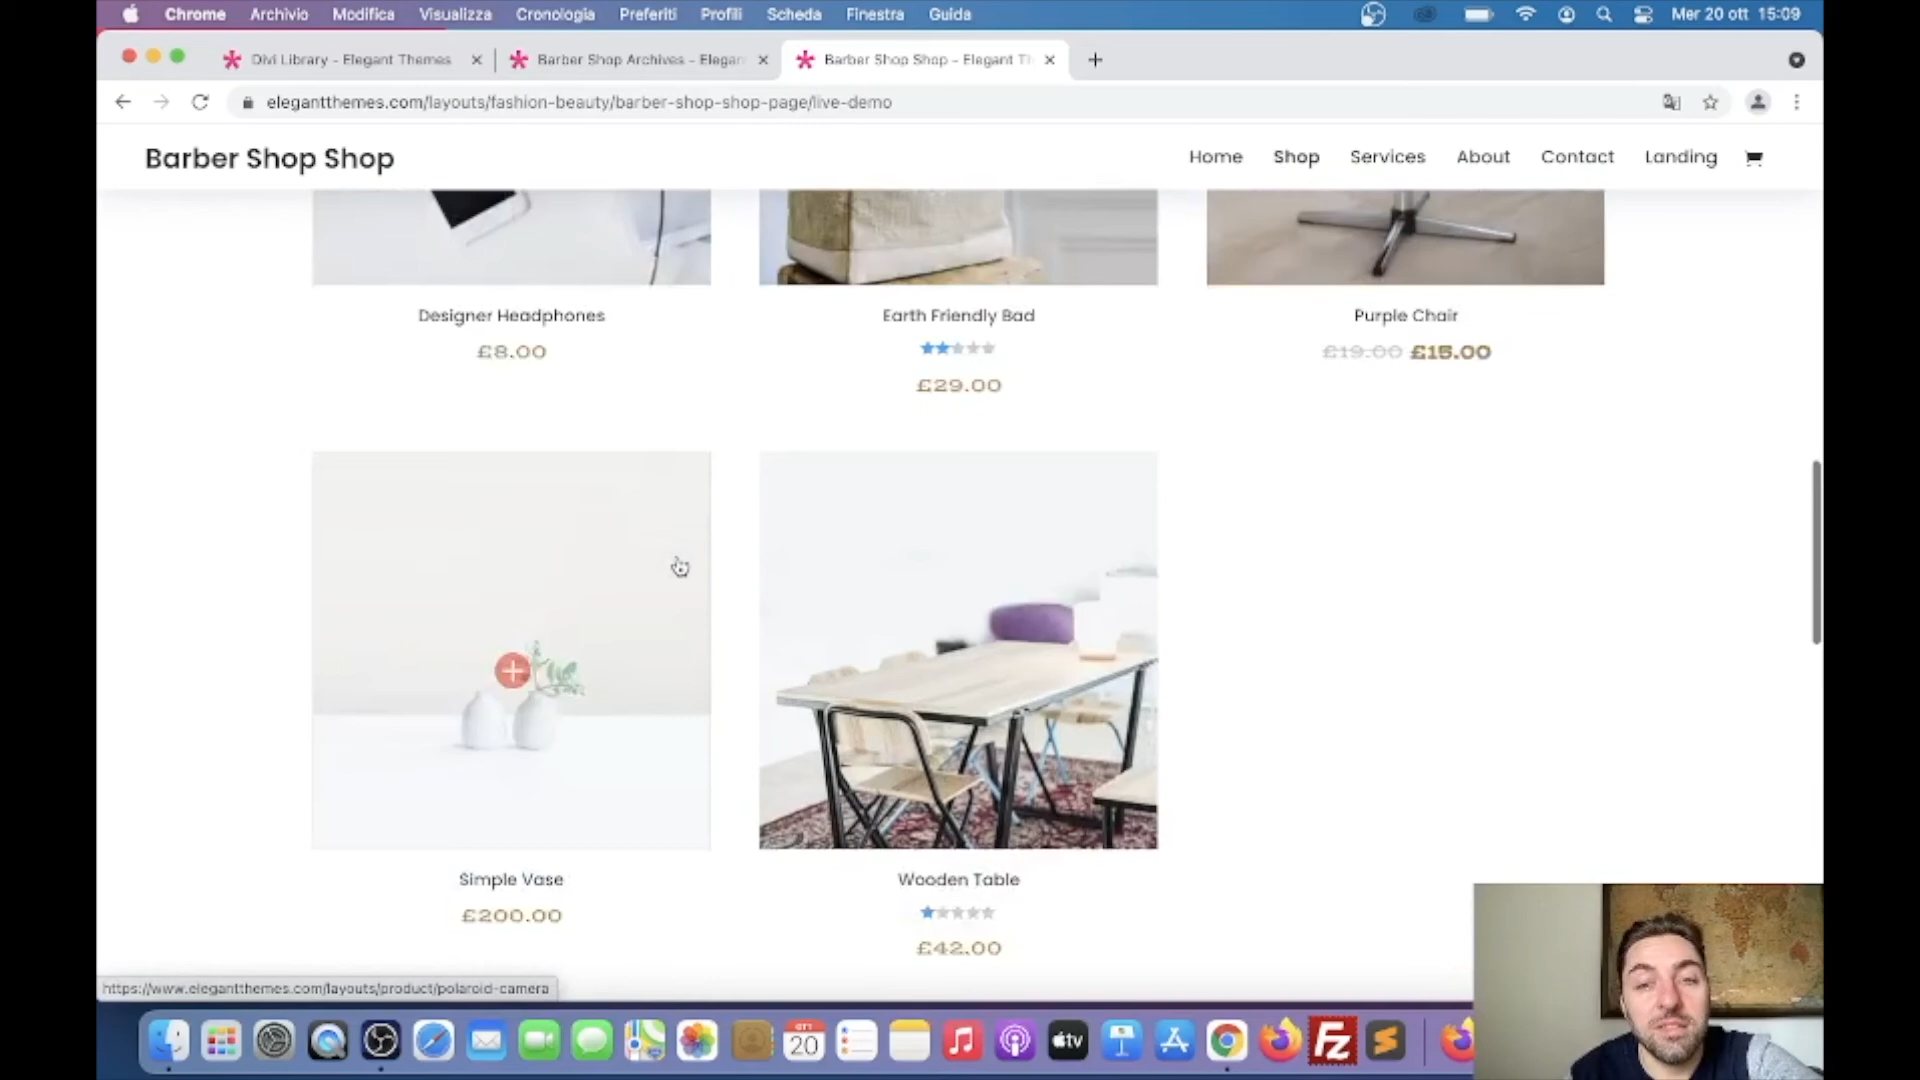 Chrome Archivio Modifica Visualizza Cronologia Preferiti Profili Scheda Finestra Guida Mer 20 ott 15:09
Divi Library - Elegant Themes Barber Shop Archives - Elegan Barber Shop Shop - Elegant Th
elegantthemes.com/layouts/fashion-beauty/barber-shop-shop-page/live-demo
Barber Shop Shop Home Shop Services About Contact Landing
Designer Headphones Earth Friendly Bad Purple Chair
£8.00 £19.00 £15.00
£29.00
Simple Vase Wooden Table
£200.00
£42.00
https://www.elegantthemes.com/layouts/product/polaroid-camera
OTT
20 tv Fz